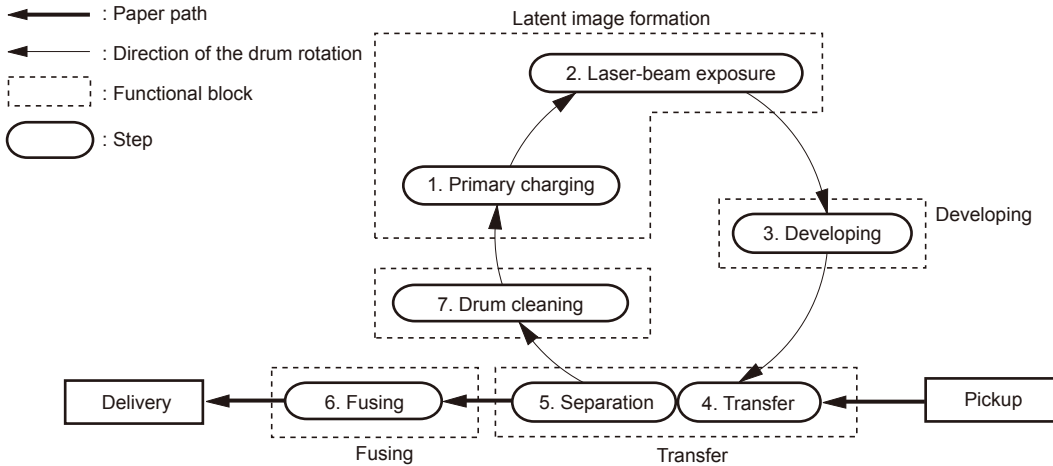 : Paper path
: Direction of the drum rotation
: Functional block
: Step
Latent image formation
2. Laser-beam exposure
1. Primary charging
3. Developing
Developing
7. Drum cleaning
Delivery
6. Fusing
5. Separation
4. Transfer
Pickup
Fusing
Transfer